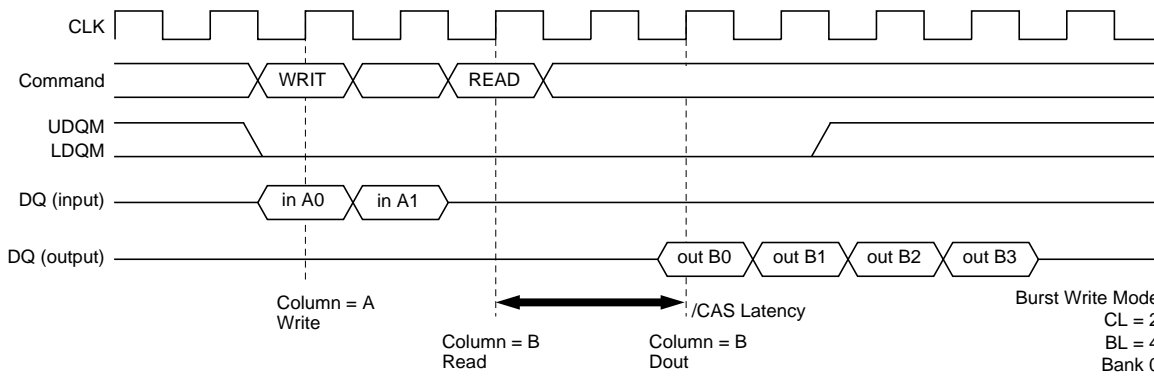 CLK
Command
WRIT
READ
UDQM
LDQM
DQ (input)
in A0
in A1
DQ (output)
out B0
out B1
out B2
out B3
Column = A
Write
Column = B
Read
/CAS Latency
Column = B
Dout
Burst Write Mode
CL = 2
BL = 4
Bank 0